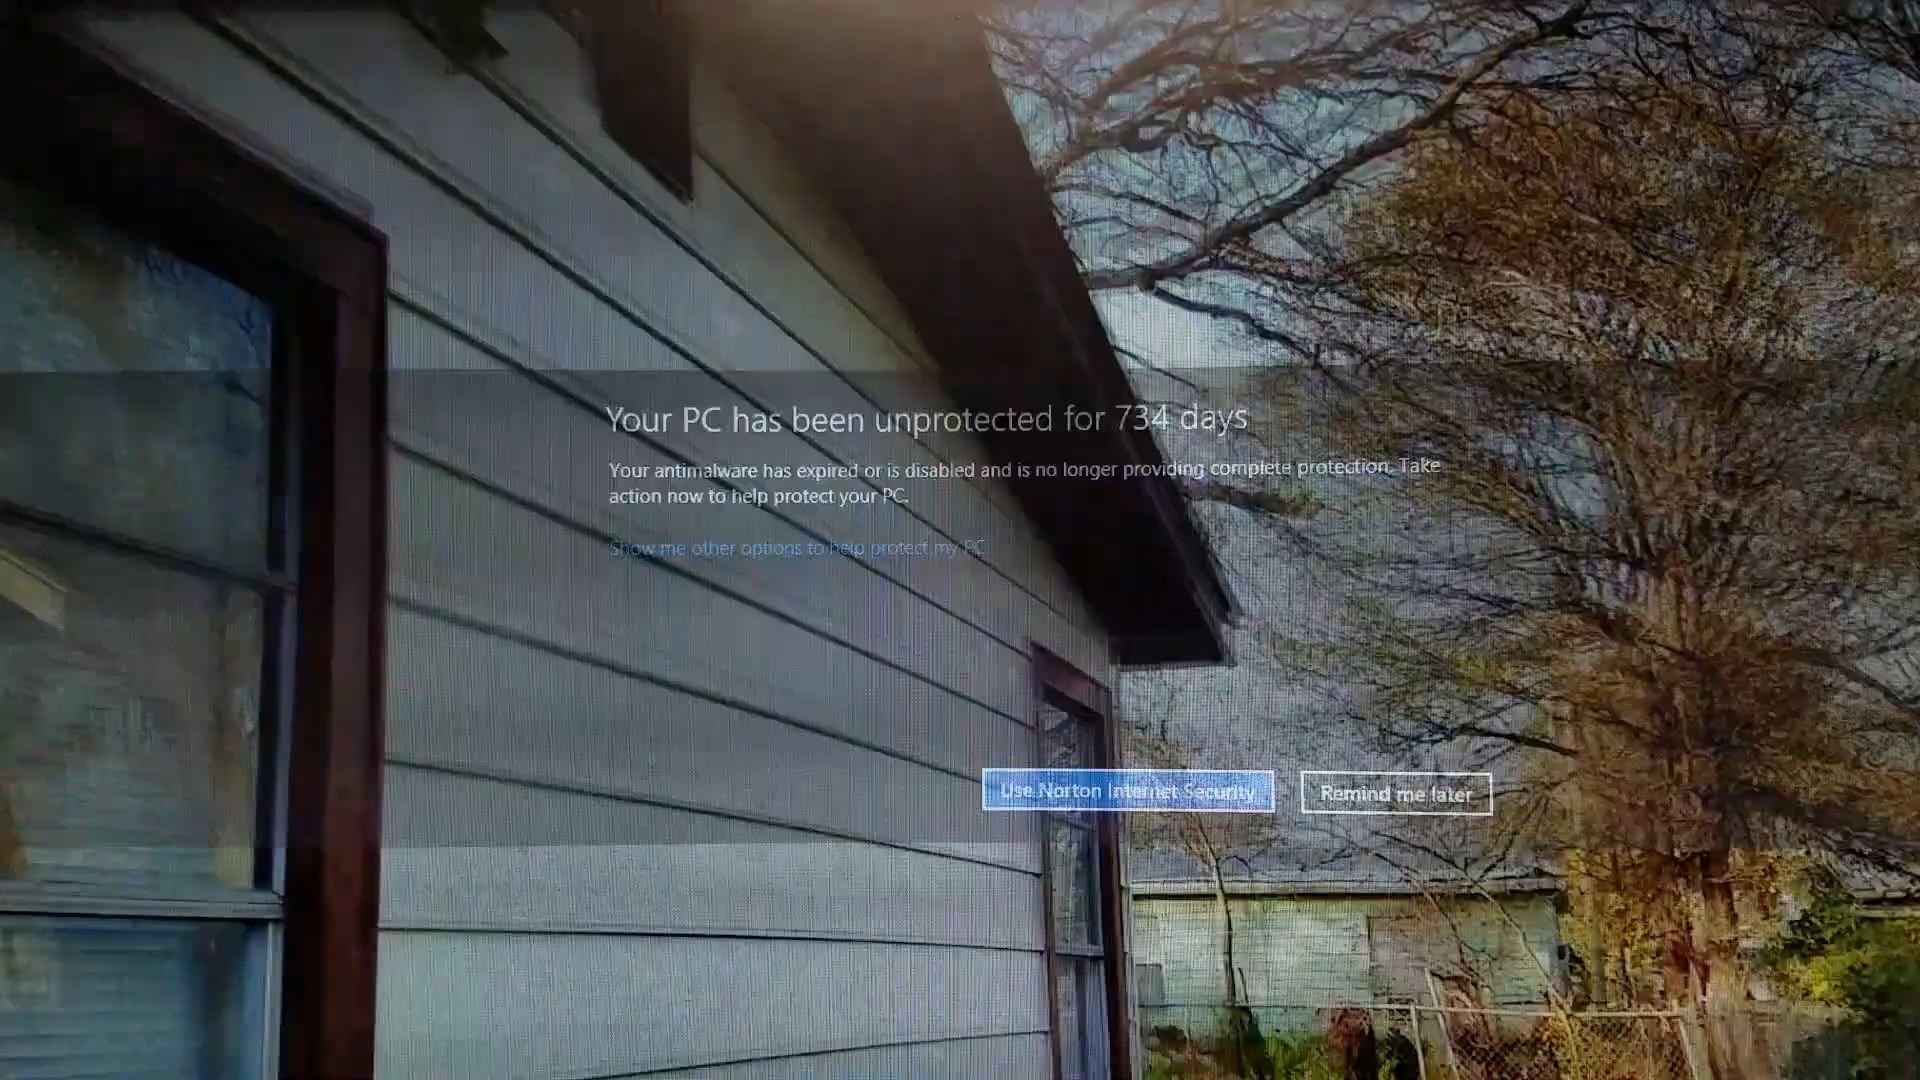 Your PC has been unprotected for 734 days
Your antimalware has expired or is disabled and is no longer providing complete protection. Take
action now to help protect your PC.
Show me other options to help protect my PC
Use Norton Internet Security
Remind me later